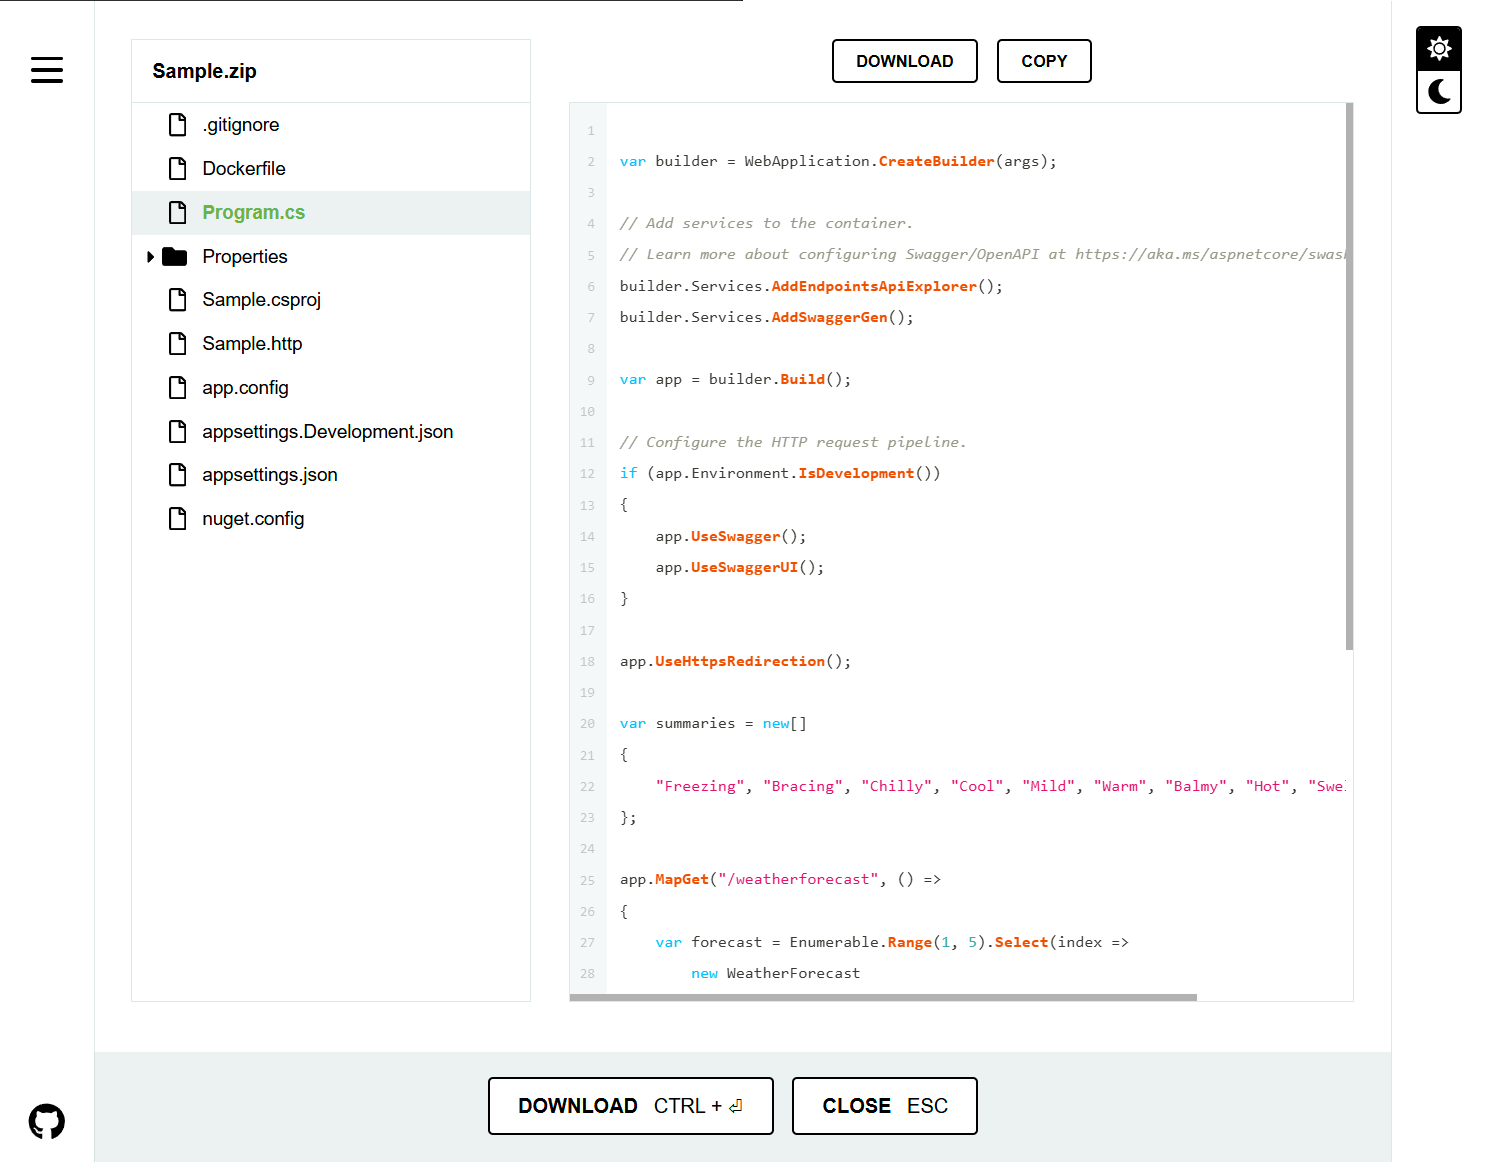 Sample.zip
.gitignore
Dockerfile
Program.cs
Properties
Sample.csproj
Sample.http
app.config
appsettings.Development.json
appsettings.json
nuget.config
DOWNLOAD COPY
1
2 var builder = WebApplication.CreateBuilder(args);
3
4 // Add services to the container.
5 // Learn more about configuring Swagger/OpenAPI at https://aka.ms/aspnetcore/swas
6 builder.Services.AddEndpointsApiExplorer();
7 builder.Services.AddSwaggerGen();
8
9 var app = builder.Build();
10
11 // Configure the HTTP request pipeline.
12 if (app.Environment.IsDevelopment())
13 {
14     app.UseSwagger();
15     app.UseSwaggerUI();
16 }
17
18 app.UseHttpsRedirection();
19
20 var summaries = new[]
21 {
22     "Freezing", "Bracing", "Chilly", "Cool", "Mild", "Warm", "Balmy", "Hot", "Swe
23 };
24
25 app.MapGet("/weatherforecast", () =>
26 {
27     var forecast = Enumerable.Range(1, 5).Select(index =>
28         new WeatherForecast
DOWNLOAD CTRL + ⏎ CLOSE ESC